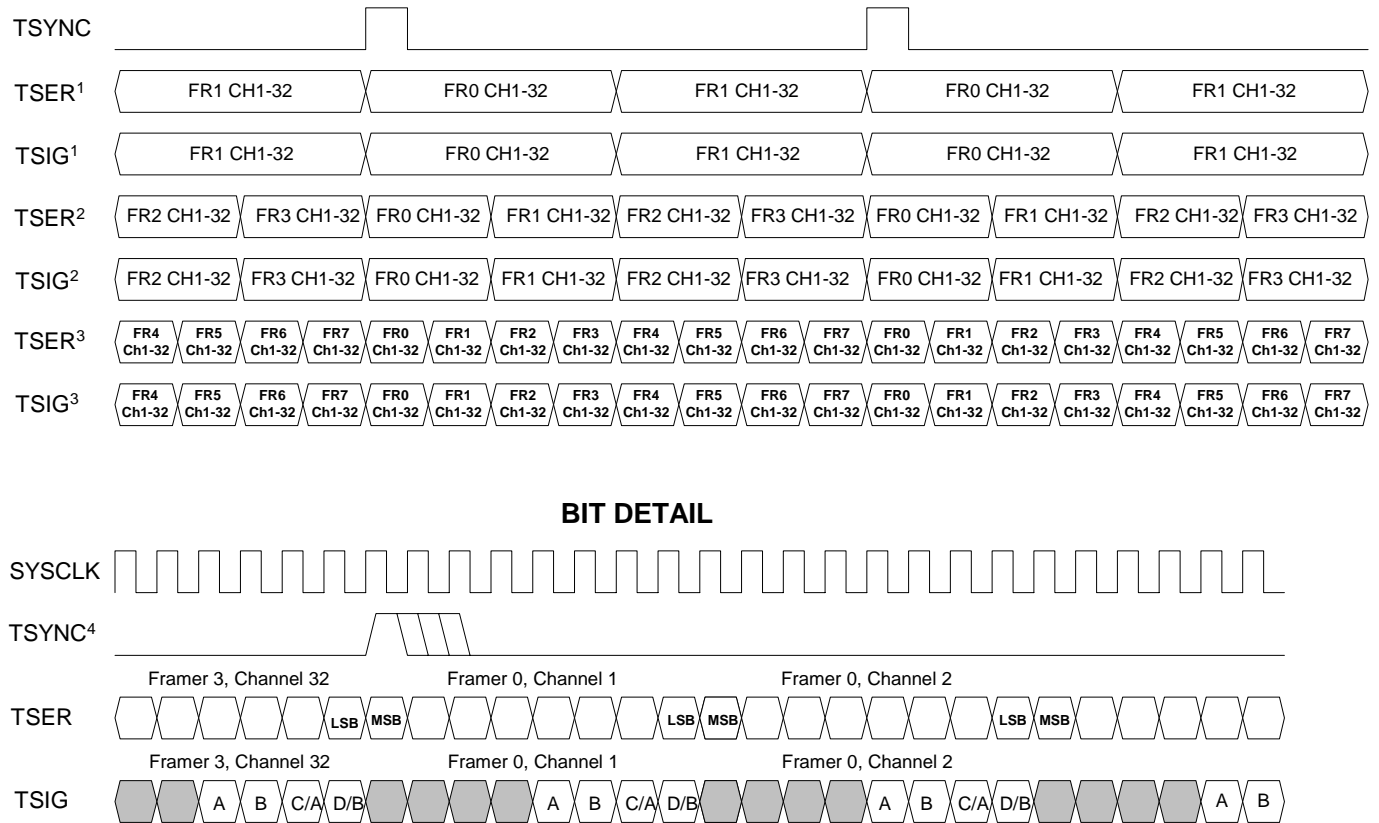 TSYNC
TSER¹ FR1 CH1-32 FR0 CH1-32 FR1 CH1-32 FR0 CH1-32 FR1 CH1-32
TSIG¹ FR1 CH1-32 FR0 CH1-32 FR1 CH1-32 FR0 CH1-32 FR1 CH1-32
TSER² FR2 CH1-32 FR3 CH1-32 FR0 CH1-32 FR1 CH1-32 FR2 CH1-32 FR3 CH1-32 FR0 CH1-32 FR1 CH1-32 FR2 CH1-32 FR3 CH1-32
TSIG² FR2 CH1-32 FR3 CH1-32 FR0 CH1-32 FR1 CH1-32 FR2 CH1-32 FR3 CH1-32 FR0 CH1-32 FR1 CH1-32 FR2 CH1-32 FR3 CH1-32
FR4 FR5 FR6 FR7 FR0 FR1 FR2 FR3 FR4 FR5 FR6 FR7 FR0 FR1 FR2 FR3 FR4 FR5 FR6 FR7
TSER³ Ch1-32 Ch1-32 Ch1-32 Ch1-32 Ch1-32 Ch1-32 Ch1-32 Ch1-32 Ch1-32 Ch1-32 Ch1-32 Ch1-32 Ch1-32 Ch1-32 Ch1-32 Ch1-32 Ch1-32 Ch1-32 Ch1-32 Ch1-32
FR4 FR5 FR6 FR7 FR0 FR1 FR2 FR3 FR4 FR5 FR6 FR7 FR0 FR1 FR2 FR3 FR4 FR5 FR6 FR7
TSIG³ Ch1-32 Ch1-32 Ch1-32 Ch1-32 Ch1-32 Ch1-32 Ch1-32 Ch1-32 Ch1-32 Ch1-32 Ch1-32 Ch1-32 Ch1-32 Ch1-32 Ch1-32 Ch1-32 Ch1-32 Ch1-32 Ch1-32 Ch1-32
BIT DETAIL
SYSCLK
TSYNC⁴
Framer 3, Channel 32 Framer 0, Channel 1 Framer 0, Channel 2
TSER LSB MSB LSB MSB LSB MSB
Framer 3, Channel 32 Framer 0, Channel 1 Framer 0, Channel 2
TSIG A B C/A D/B A B C/A D/B A B C/A D/B A B